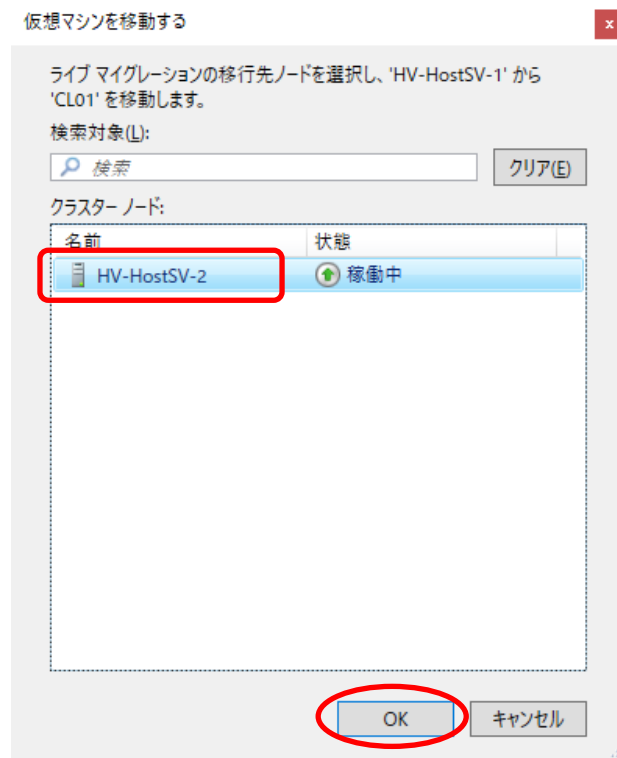 仮想マシンを移動する
x
ライブ マイグレーションの移行先ノードを選択し、'HV-HostSV-1' から
'CL01' を移動します。
検索対象(L):
検索
クリア(E)
クラスター ノード:
名前 状態
HV-HostSV-2 稼働中
OK キャンセル